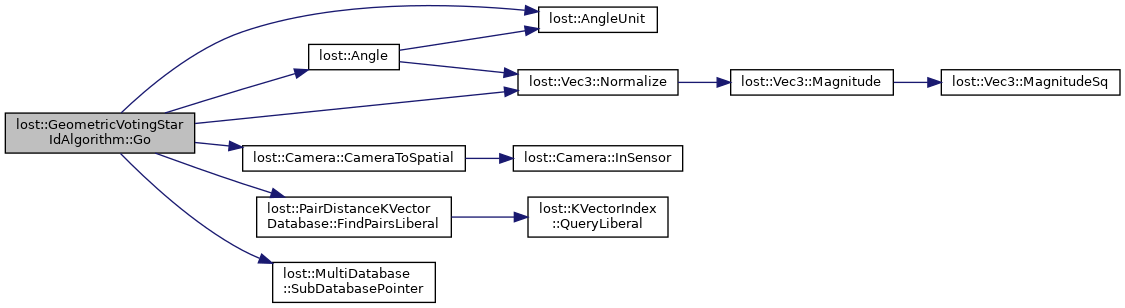 lost::GeometricVotingStar
IdAlgorithm::Go
lost::AngleUnit
lost::Angle
lost::Vec3::Normalize
lost::Vec3::Magnitude
lost::Vec3::MagnitudeSq
lost::Camera::CameraToSpatial
lost::Camera::InSensor
lost::PairDistanceKVector
Database::FindPairsLiberal
lost::KVectorIndex
::QueryLiberal
lost::MultiDatabase
::SubDatabasePointer